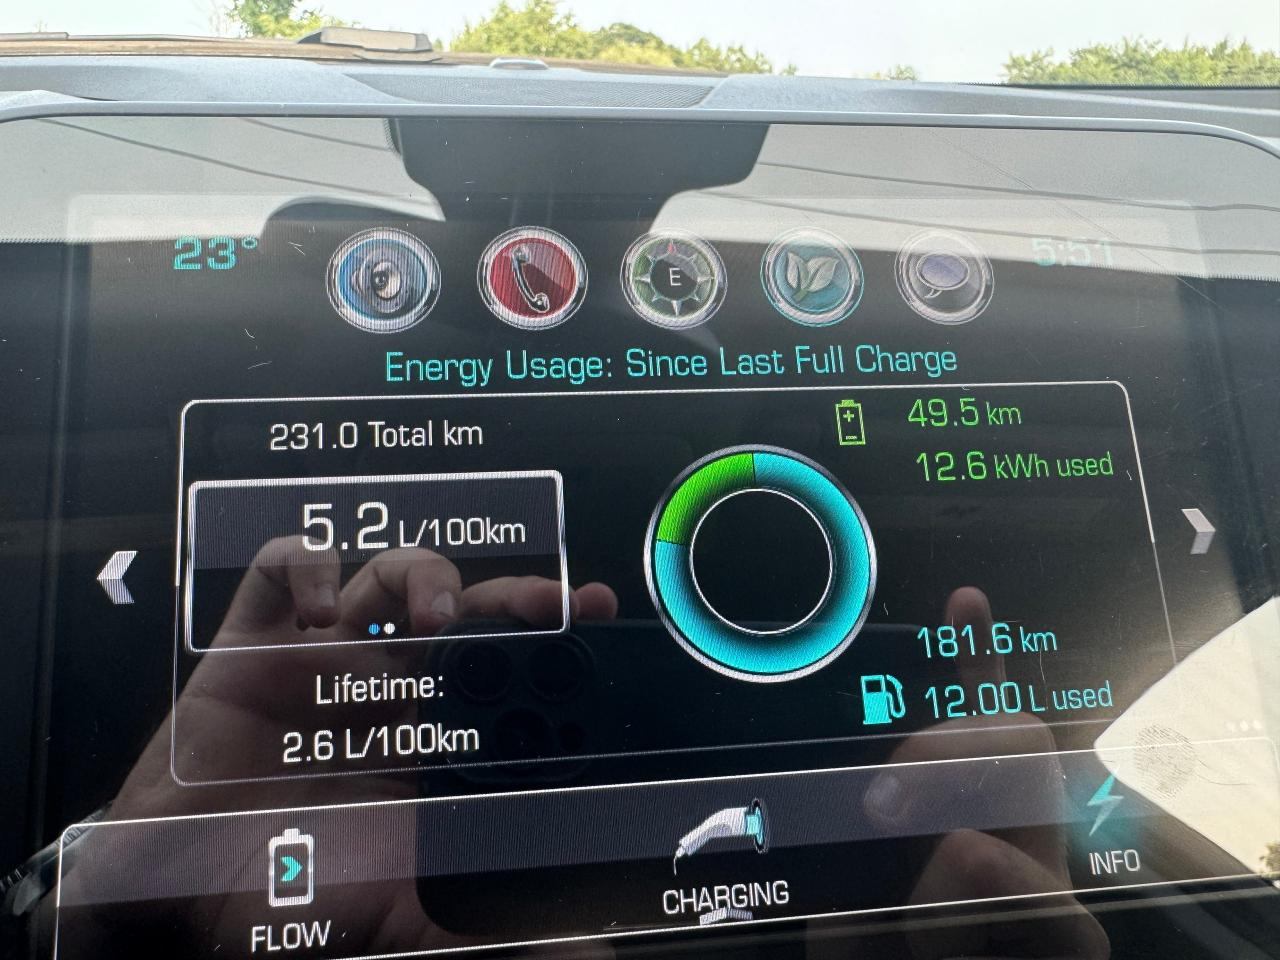 23°
E
5:51
Energy Usage: Since Last Full Charge
231.0 Total km
49.5 km
12.6 kWh used
5.2 L/100km
181.6 km
12.00 L used
Lifetime:
2.6 L/100km
FLOW
CHARGING
INFO